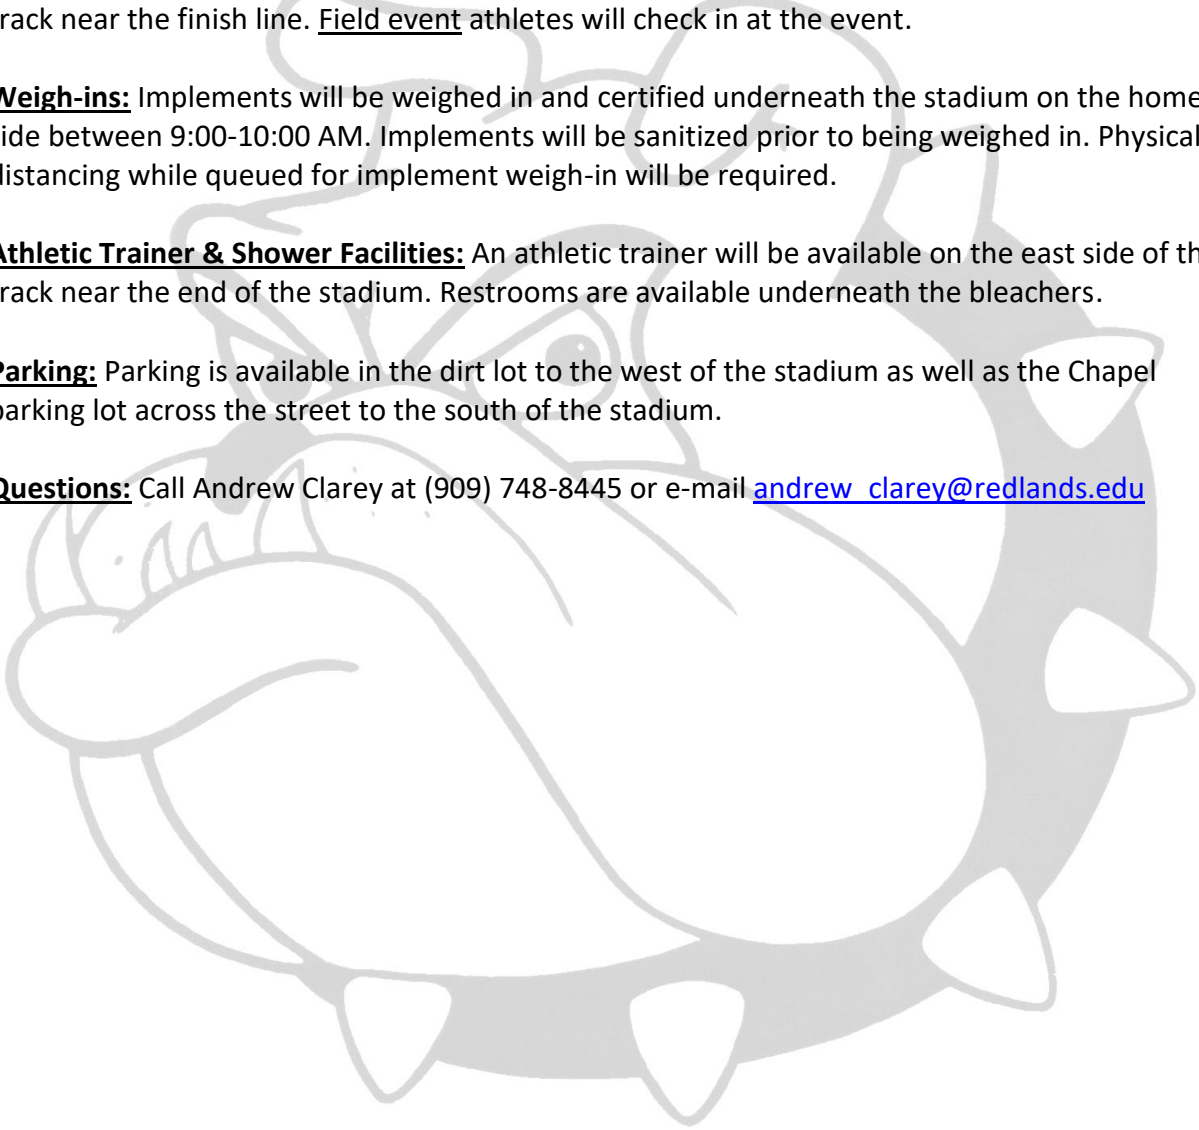 rack near the finish line. Field event athletes will check in at the event.
Weigh-ins: Implements will be weighed in and certified underneath the stadium on the home
ide between 9:00-10:00 AM. Implements will be sanitized prior to being weighed in. Physical
distancing while queued for implement weigh-in will be required.
Athletic Trainer & Shower Facilities: An athletic trainer will be available on the east side of th
rack near the end of the stadium. Restrooms are available underneath the bleachers.
Parking: Parking is available in the dirt lot to the west of the stadium as well as the Chapel
parking lot across the street to the south of the stadium.
Questions: Call Andrew Clarey at (909) 748-8445 or e-mail andrew_clarey@redlands.edu